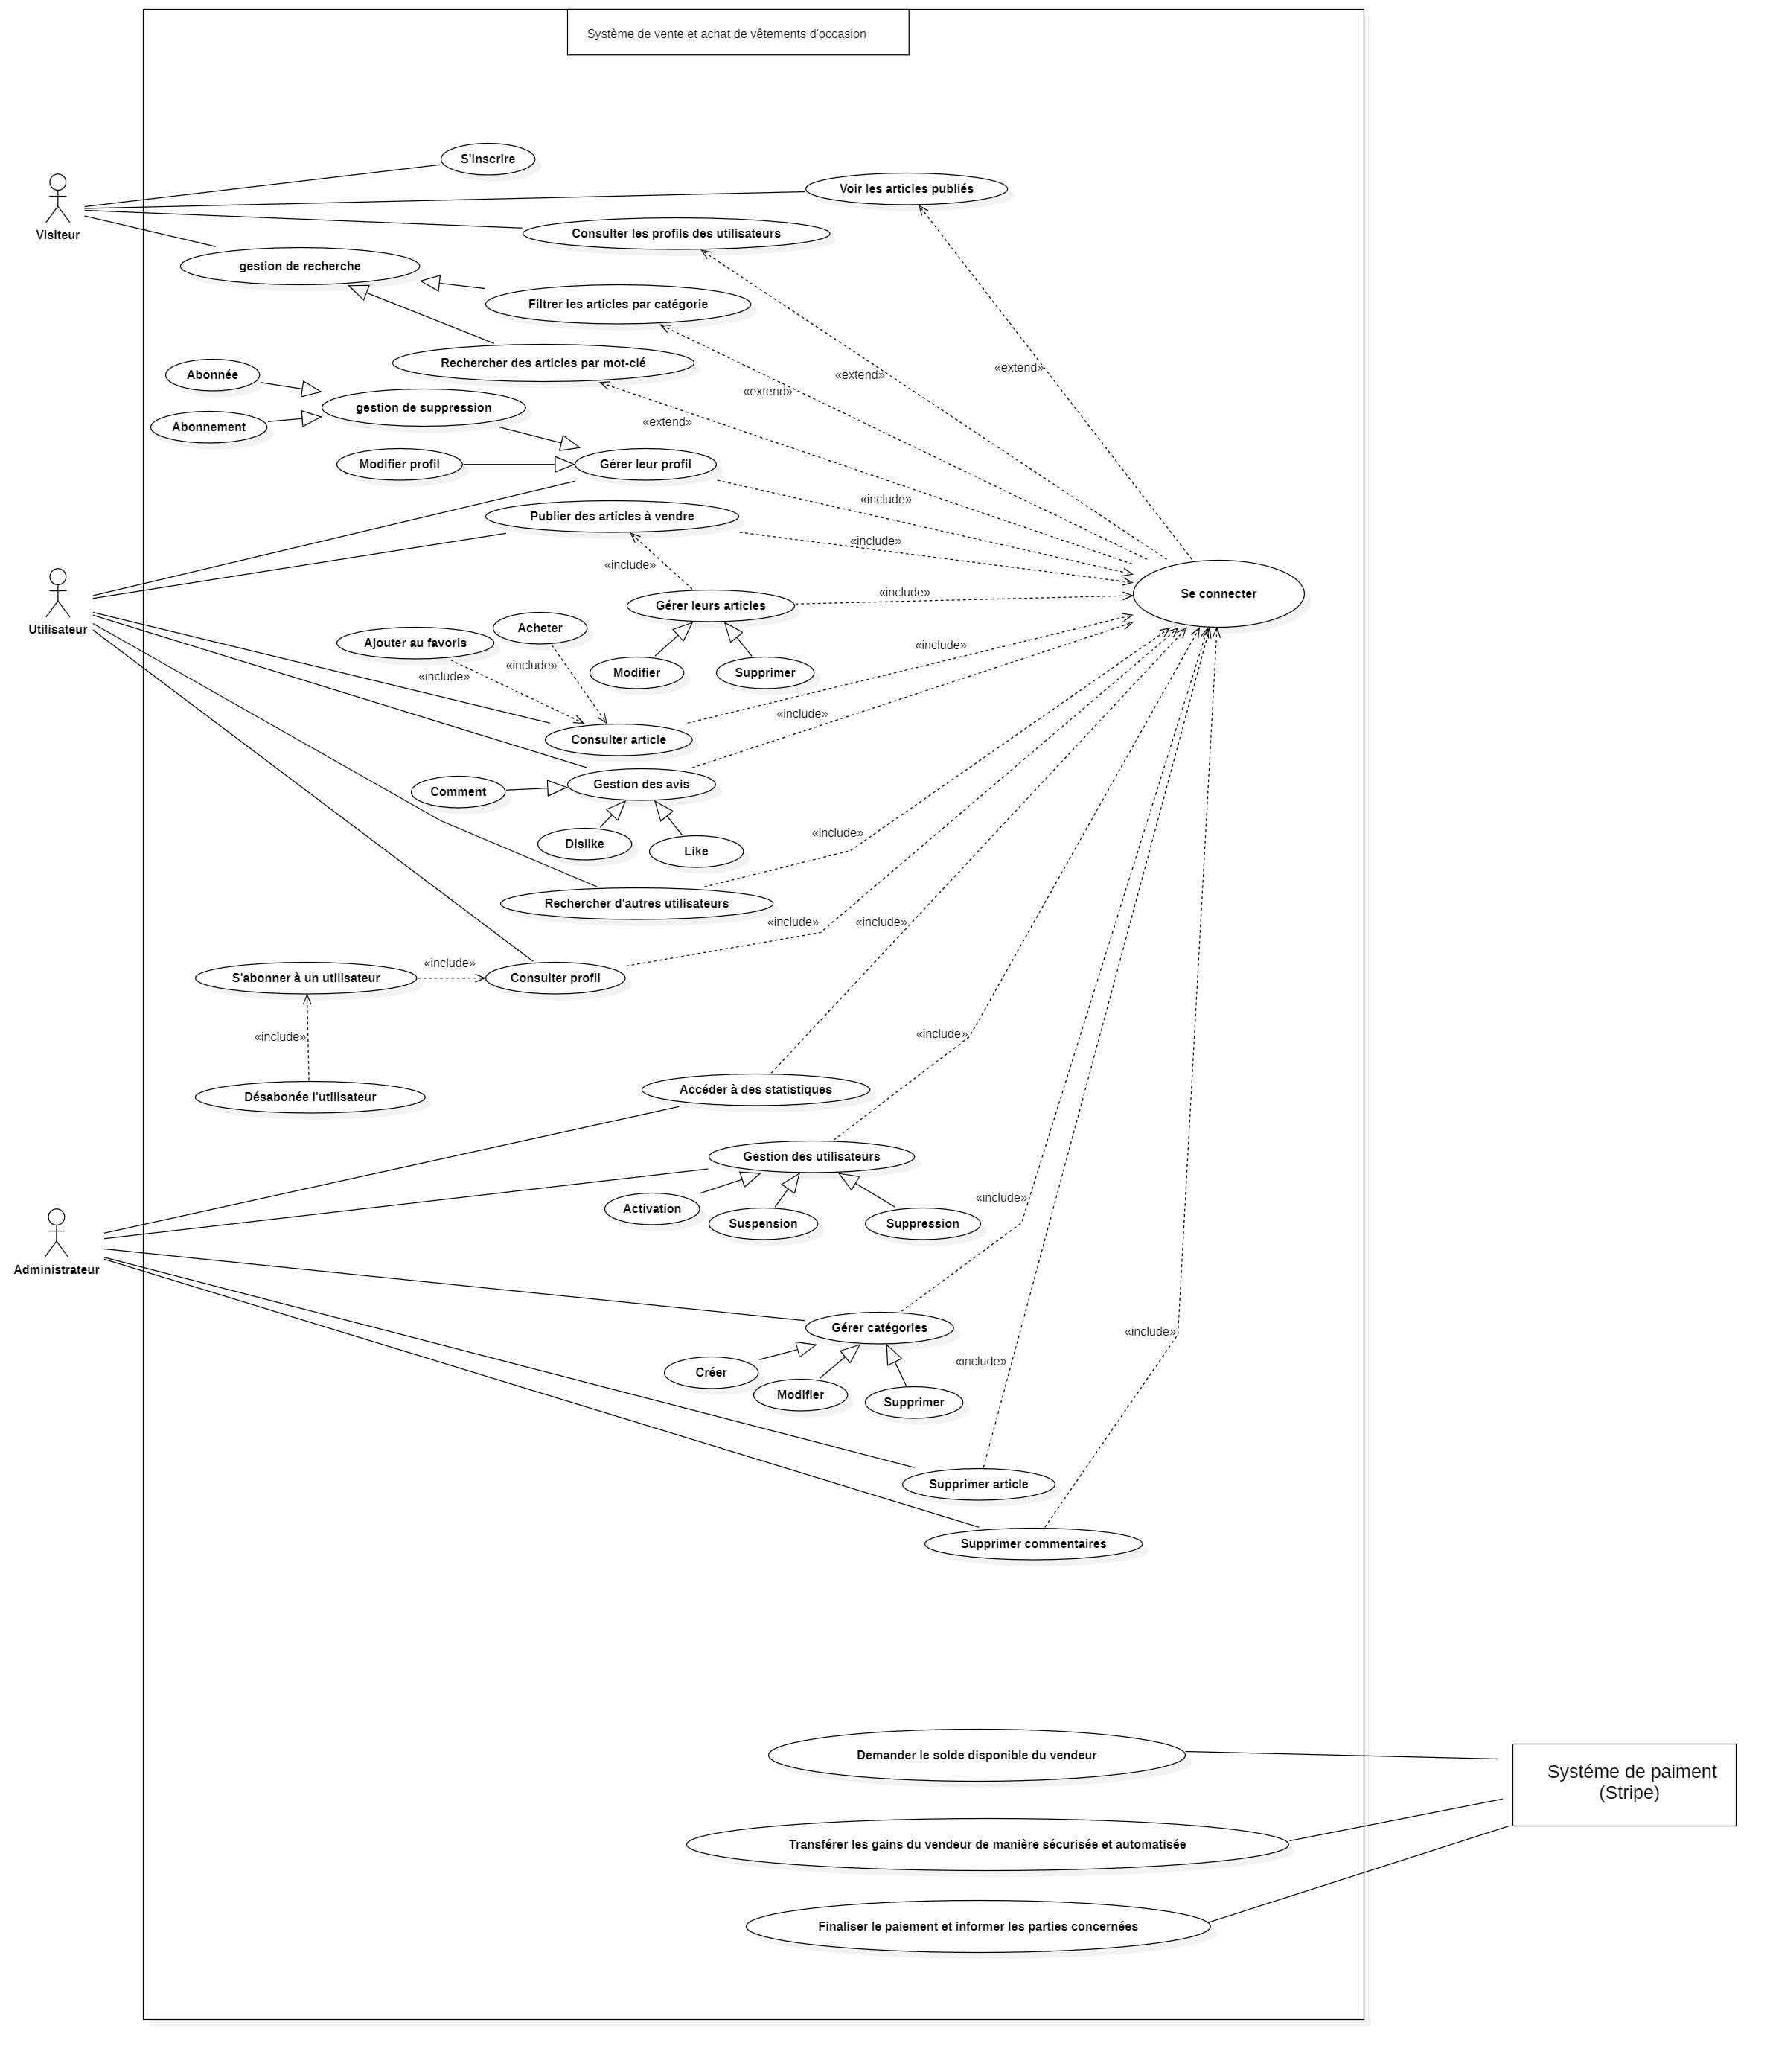 Système de vente et achat de vêtements d'occasion
S'inscrire
Voir les articles publiés
Visiteur
Consulter les profils des utilisateurs
gestion de recherche
Filtrer les articles par catégorie
Rechercher des articles par mot-clé
«extend»
«extend»
«extend»
«extend»
Abonnée
gestion de suppression
Abonnement
Modifier profil
Gérer leur profil
«include»
Publier des articles à vendre
«include»
«include»
Se connecter
«include»
Gérer leurs articles
Utilisateur
Acheter
Ajouter au favoris
«include»
«include»
«include»
Modifier
Supprimer
«include»
Consulter article
Gestion des avis
Comment
Dislike
Like
«include»
Rechercher d'autres utilisateurs
«include»
«include»
«include»
S'abonner à un utilisateur
Consulter profil
«include»
«include»
Accéder à des statistiques
Désabonée l'utilisateur
Gestion des utilisateurs
Activation
Suspension
Suppression
«include»
Administrateur
Gérer catégories
«include»
«include»
Créer
Modifier
Supprimer
Supprimer article
Supprimer commentaires
Demander le solde disponible du vendeur
Systéme de paiment
(Stripe)
Transférer les gains du vendeur de manière sécurisée et automatisée
Finaliser le paiement et informer les parties concernées